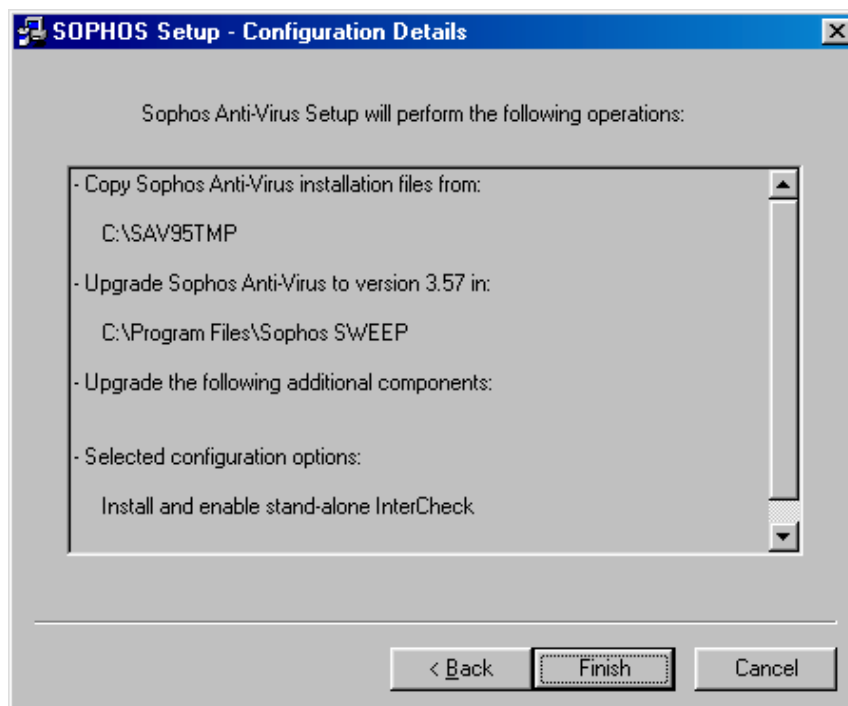 SOPHOS Setup - Configuration Details
Sophos Anti-Virus Setup will perform the following operations:
- Copy Sophos Anti-Virus installation files from:
C:\SAV95TMP
- Upgrade Sophos Anti-Virus to version 3.57 in:
C:\Program Files\Sophos SWEEP
- Upgrade the following additional components:
- Selected configuration options:
Install and enable stand-alone InterCheck
< Back
Finish
Cancel